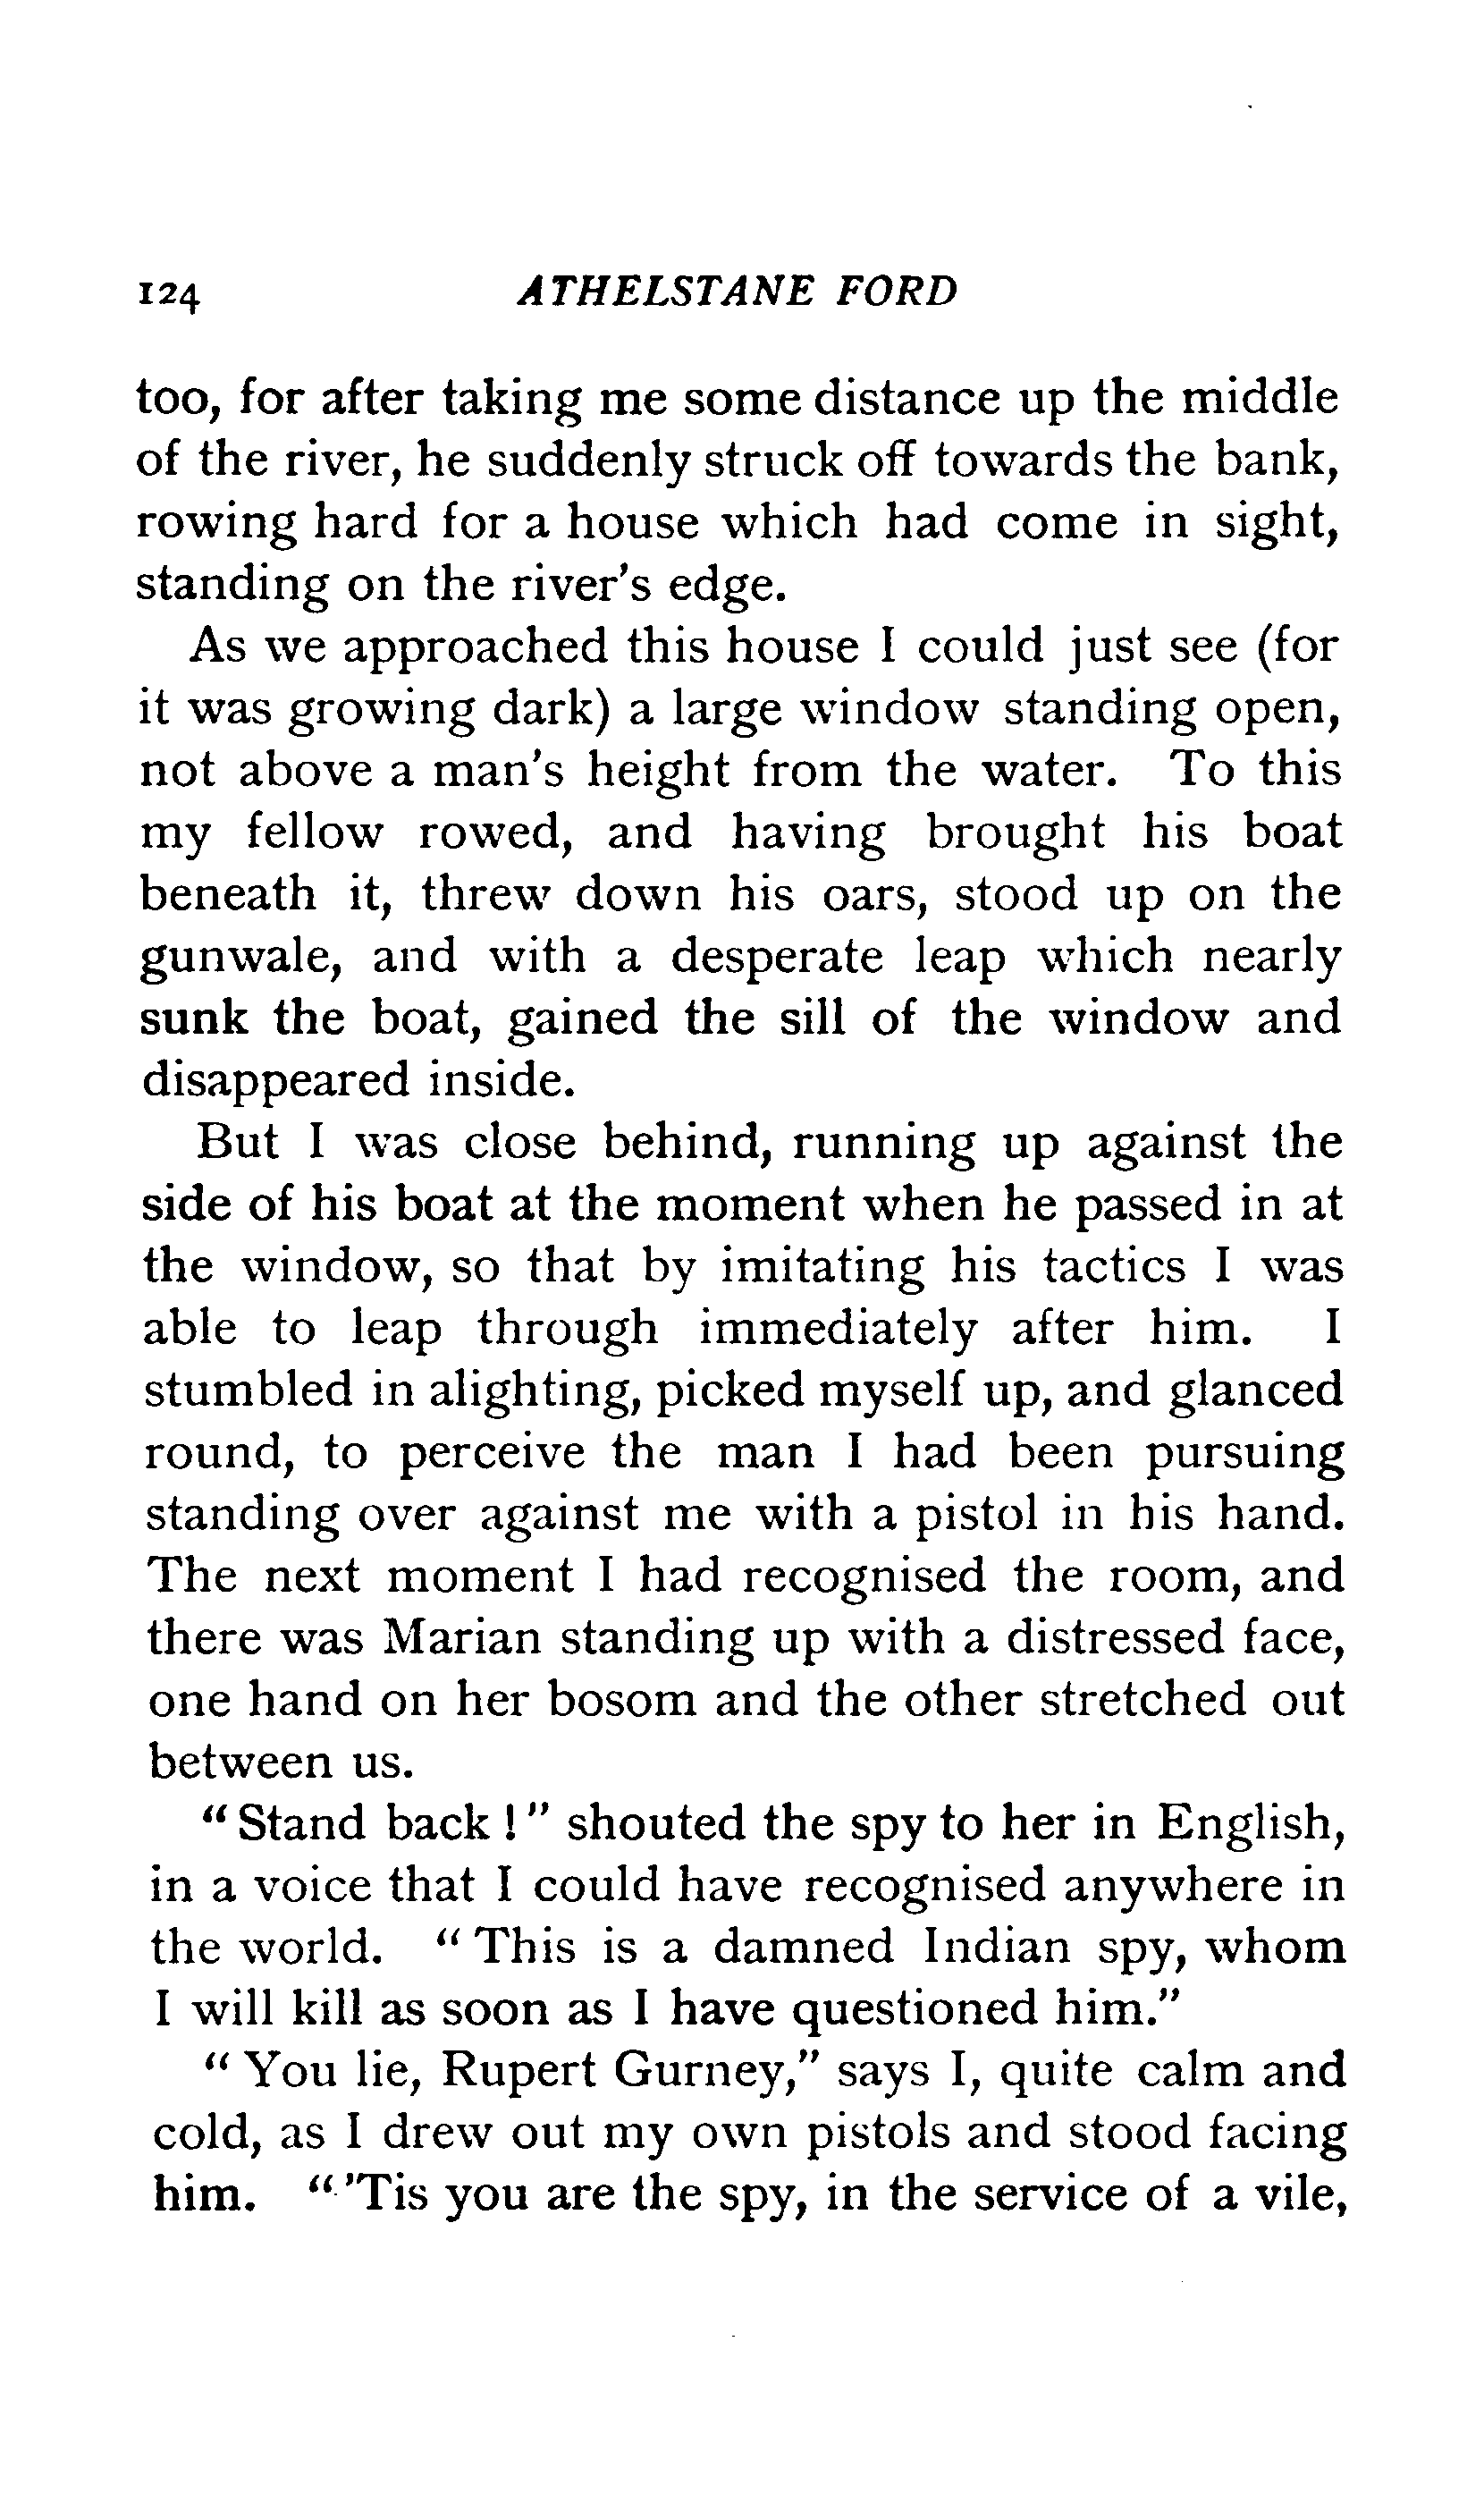 124 ATHELSTANE FORD
too, for after taking me some distance up the middle
of the river, he suddenly struck off towards the bank,
rowing hard for a house which had come in sight,
standing on the river's edge.
As we approached this house I could just see (for
it was growing dark) a large window standing open,
not above a man's height from the water. To this
my fellow rowed, and having brought his boat
beneath it, threw down his oars, stood up on the
gunwale, and with a desperate leap which nearly
sunk the boat, gained the sill of the window and
disappeared inside.
But I was close behind, running up against the
side of his boat at the moment when he passed in at
the window, so that by imitating his tactics I was
able to leap through immediately after him. I
stumbled in alighting, picked myself up, and glanced
round, to perceive the man I had been pursuing
standing over against me with a pistol in his hand.
The next moment I had recognised the room, and
there was Marian standing up with a distressed face,
one hand on her bosom and the other stretched out
between us.
"Stand back!" shouted the spy to her in English,
in a voice that I could have recognised anywhere in
the world. "This is a damned Indian spy, whom
I will kill as soon as I have questioned him."
"You lie, Rupert Gurney," says I, quite calm and
cold, as I drew out my own pistols and stood facing
him. "'Tis you are the spy, in the service of a vile,